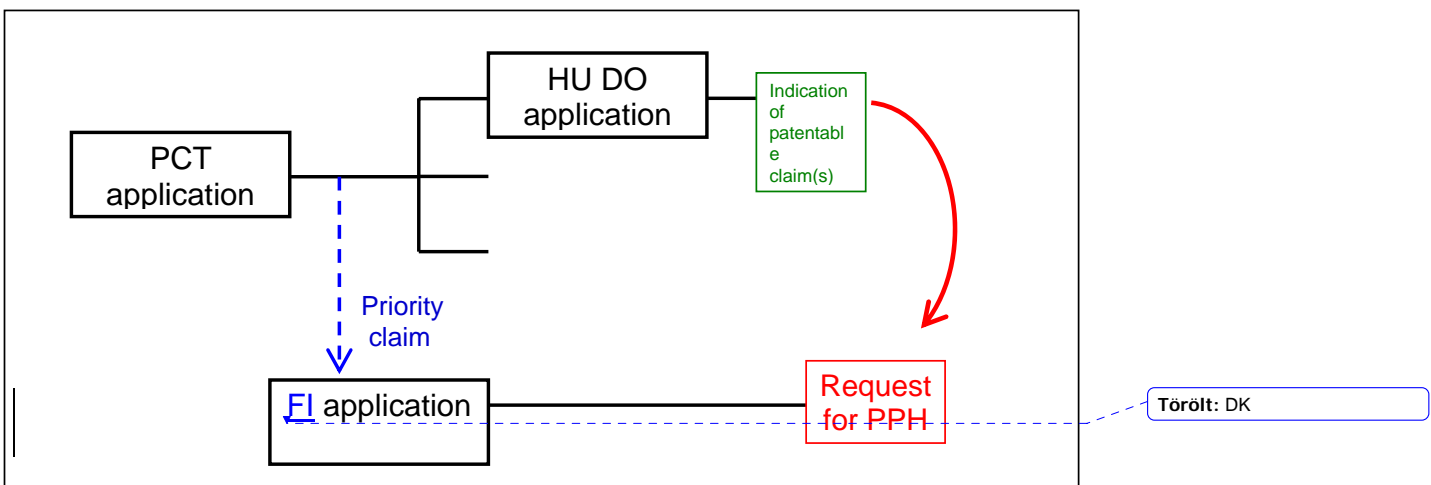 HU DO
application
Indication
of
patentabl
e
claim(s)
PCT
application
Priority
claim
FI application
Request
for PPH
Törölt: DK